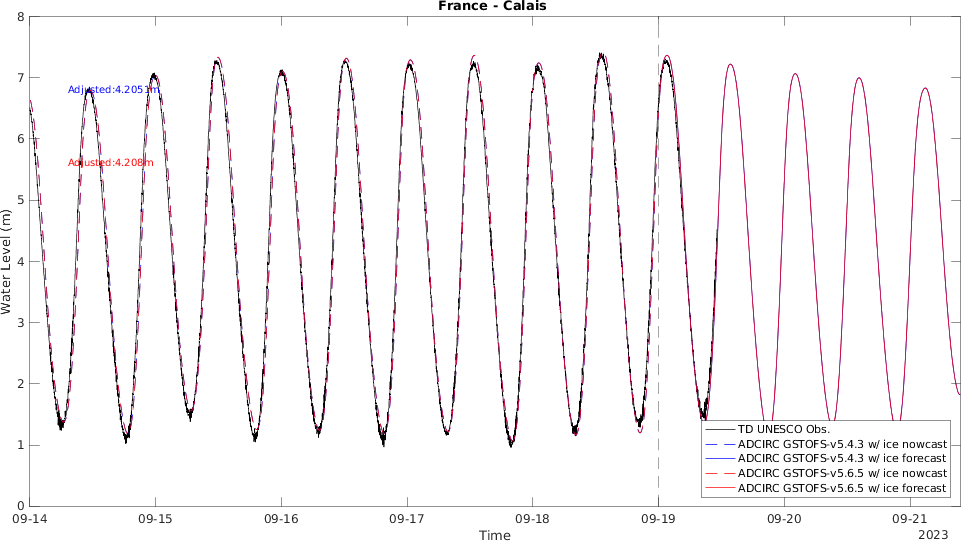 France - Calais
8
7
6
5
4
3
2
1
0
Water Level (m)
Adjusted:4.2051m
Adjusted:4.208m
TD UNESCO Obs.
ADCIRC GSTOFS-v5.4.3 w/ ice nowcast
ADCIRC GSTOFS-v5.4.3 w/ ice forecast
ADCIRC GSTOFS-v5.6.5 w/ ice nowcast
ADCIRC GSTOFS-v5.6.5 w/ ice forecast
09-14 09-15 09-16 09-17 09-18 09-19 09-20 09-21
Time
2023